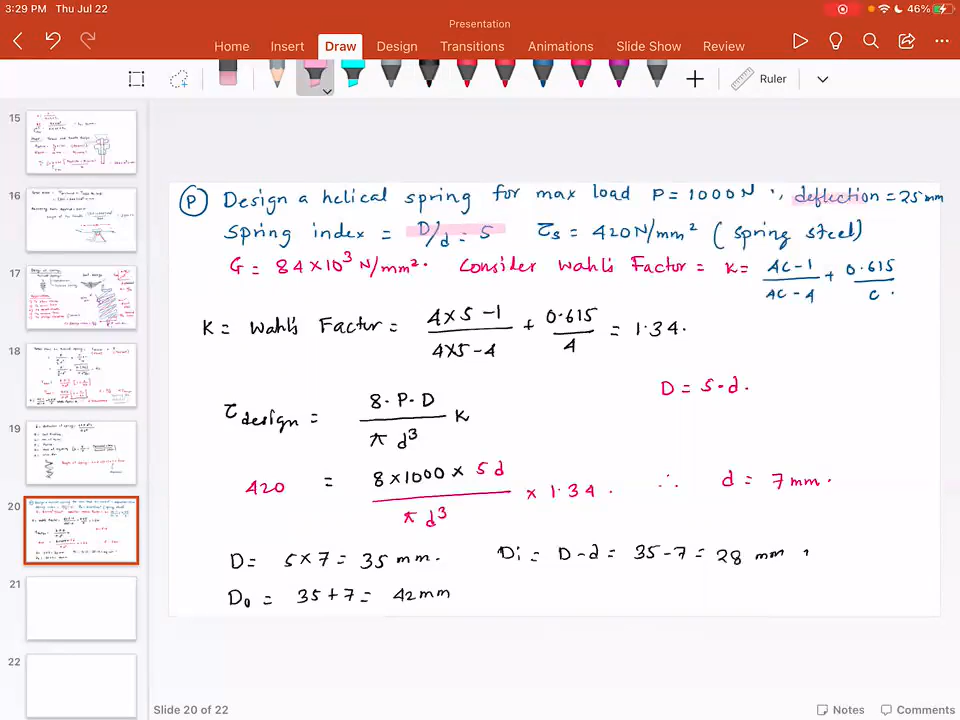 3:29 PM Thu Jul 22
46%
Presentation
Home Insert Draw Design Transitions Animations Slide Show Review
Ruler
15
16
17
18
19
20
21
22
P Design a helical spring for max load P = 1000 N ; deflection = 25 mm
Spring index = D/d = 5 τs = 420 N/mm² ( spring steel)
G = 84 × 10³ N/mm². Consider Wahl's Factor = K = (4C-1)/(4C-4) + 0.615/C.
K = Wahl's Factor = (4×5-1)/(4×5-4) + 0.615/4 = 1.34.
D = 5·d.
τdesign = (8·P·D)/(π d³) K
420 = (8×1000 × 5d)/(π d³) × 1.34. ∴ d = 7 mm.
D = 5×7 = 35 mm. Di = D-d = 35-7 = 28 mm
D₀ = 35+7 = 42mm
Slide 20 of 22
Notes Comments